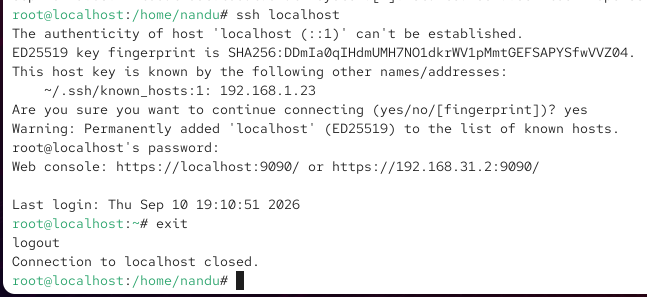 root@localhost:/home/nandu# ssh localhost
The authenticity of host 'localhost (::1)' can't be established.
ED25519 key fingerprint is SHA256:DDmIa0qIHdmUMH7NO1dkrWV1pMmtGEFSAPYSfwVVZ04.
This host key is known by the following other names/addresses:
    ~/.ssh/known_hosts:1: 192.168.1.23
Are you sure you want to continue connecting (yes/no/[fingerprint])? yes
Warning: Permanently added 'localhost' (ED25519) to the list of known hosts.
root@localhost's password:
Web console: https://localhost:9090/ or https://192.168.31.2:9090/

Last login: Thu Sep 10 19:10:51 2026
root@localhost:~# exit
logout
Connection to localhost closed.
root@localhost:/home/nandu#